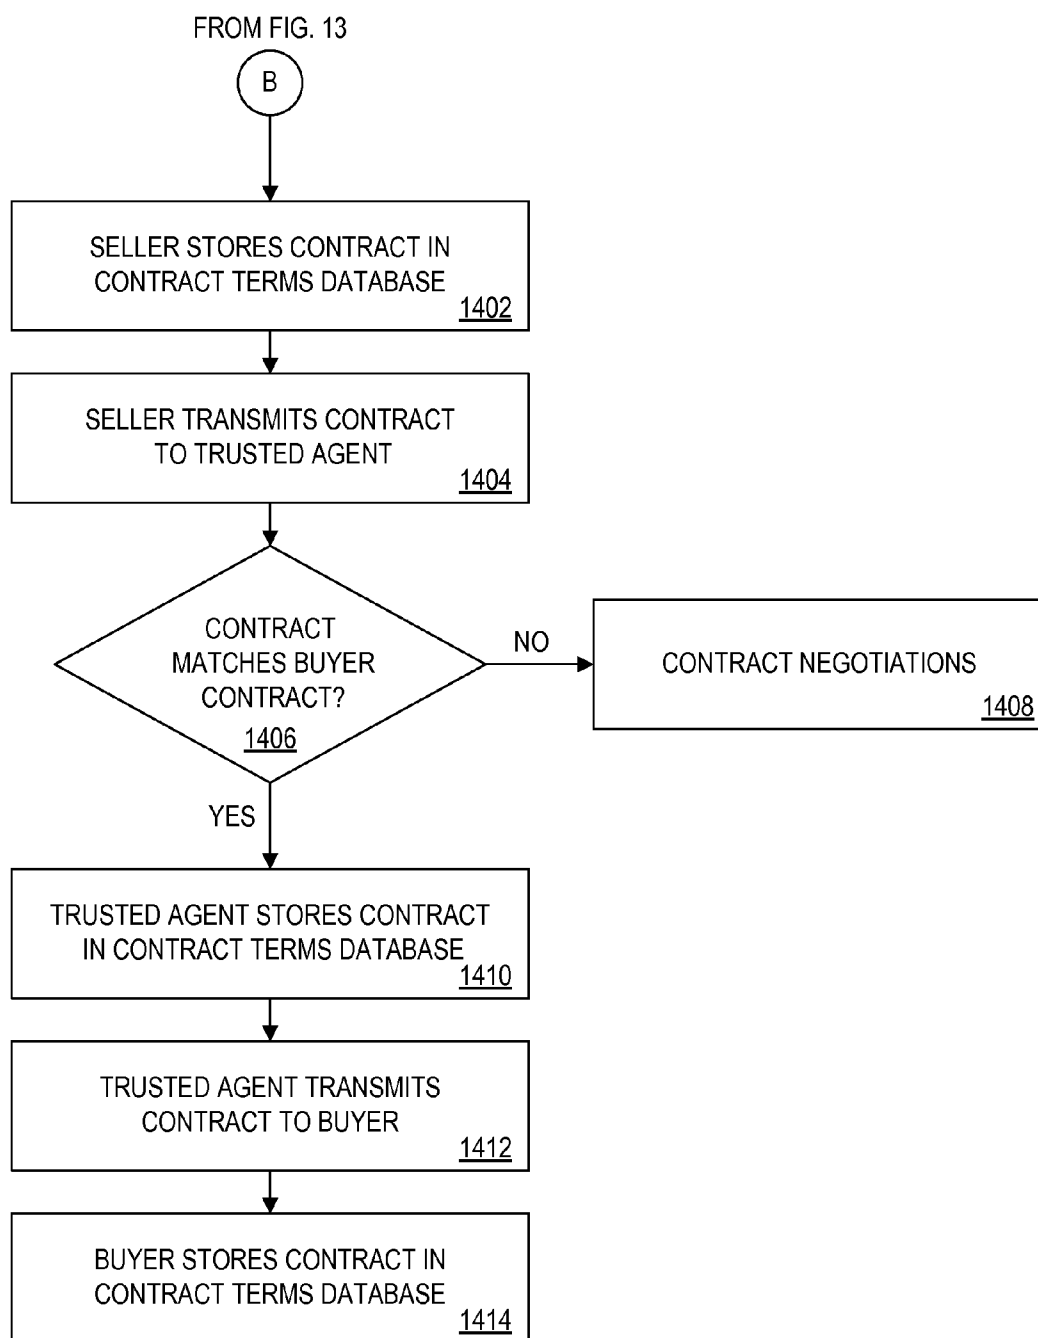 FROM FIG. 13
B
SELLER STORES CONTRACT IN
CONTRACT TERMS DATABASE
1402
SELLER TRANSMITS CONTRACT
TO TRUSTED AGENT
1404
CONTRACT
MATCHES BUYER
CONTRACT?
1406
NO
CONTRACT NEGOTIATIONS
1408
YES
TRUSTED AGENT STORES CONTRACT
IN CONTRACT TERMS DATABASE
1410
TRUSTED AGENT TRANSMITS
CONTRACT TO BUYER
1412
BUYER STORES CONTRACT IN
CONTRACT TERMS DATABASE
1414